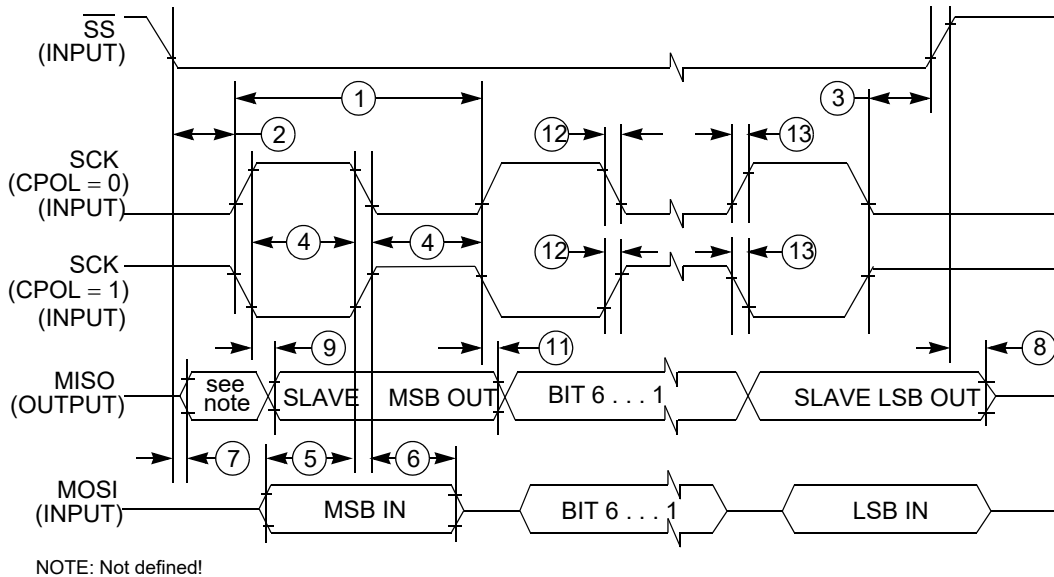 SS
(INPUT)
1
3
2
12
13
SCK
(CPOL = 0)
(INPUT)
4
4
SCK
(CPOL = 1)
(INPUT)
12
13
9
11
8
MISO
(OUTPUT)
see
note
SLAVE
MSB OUT
BIT 6 . . . 1
SLAVE LSB OUT
7
5
6
MOSI
(INPUT)
MSB IN
BIT 6 . . . 1
LSB IN
NOTE: Not defined!